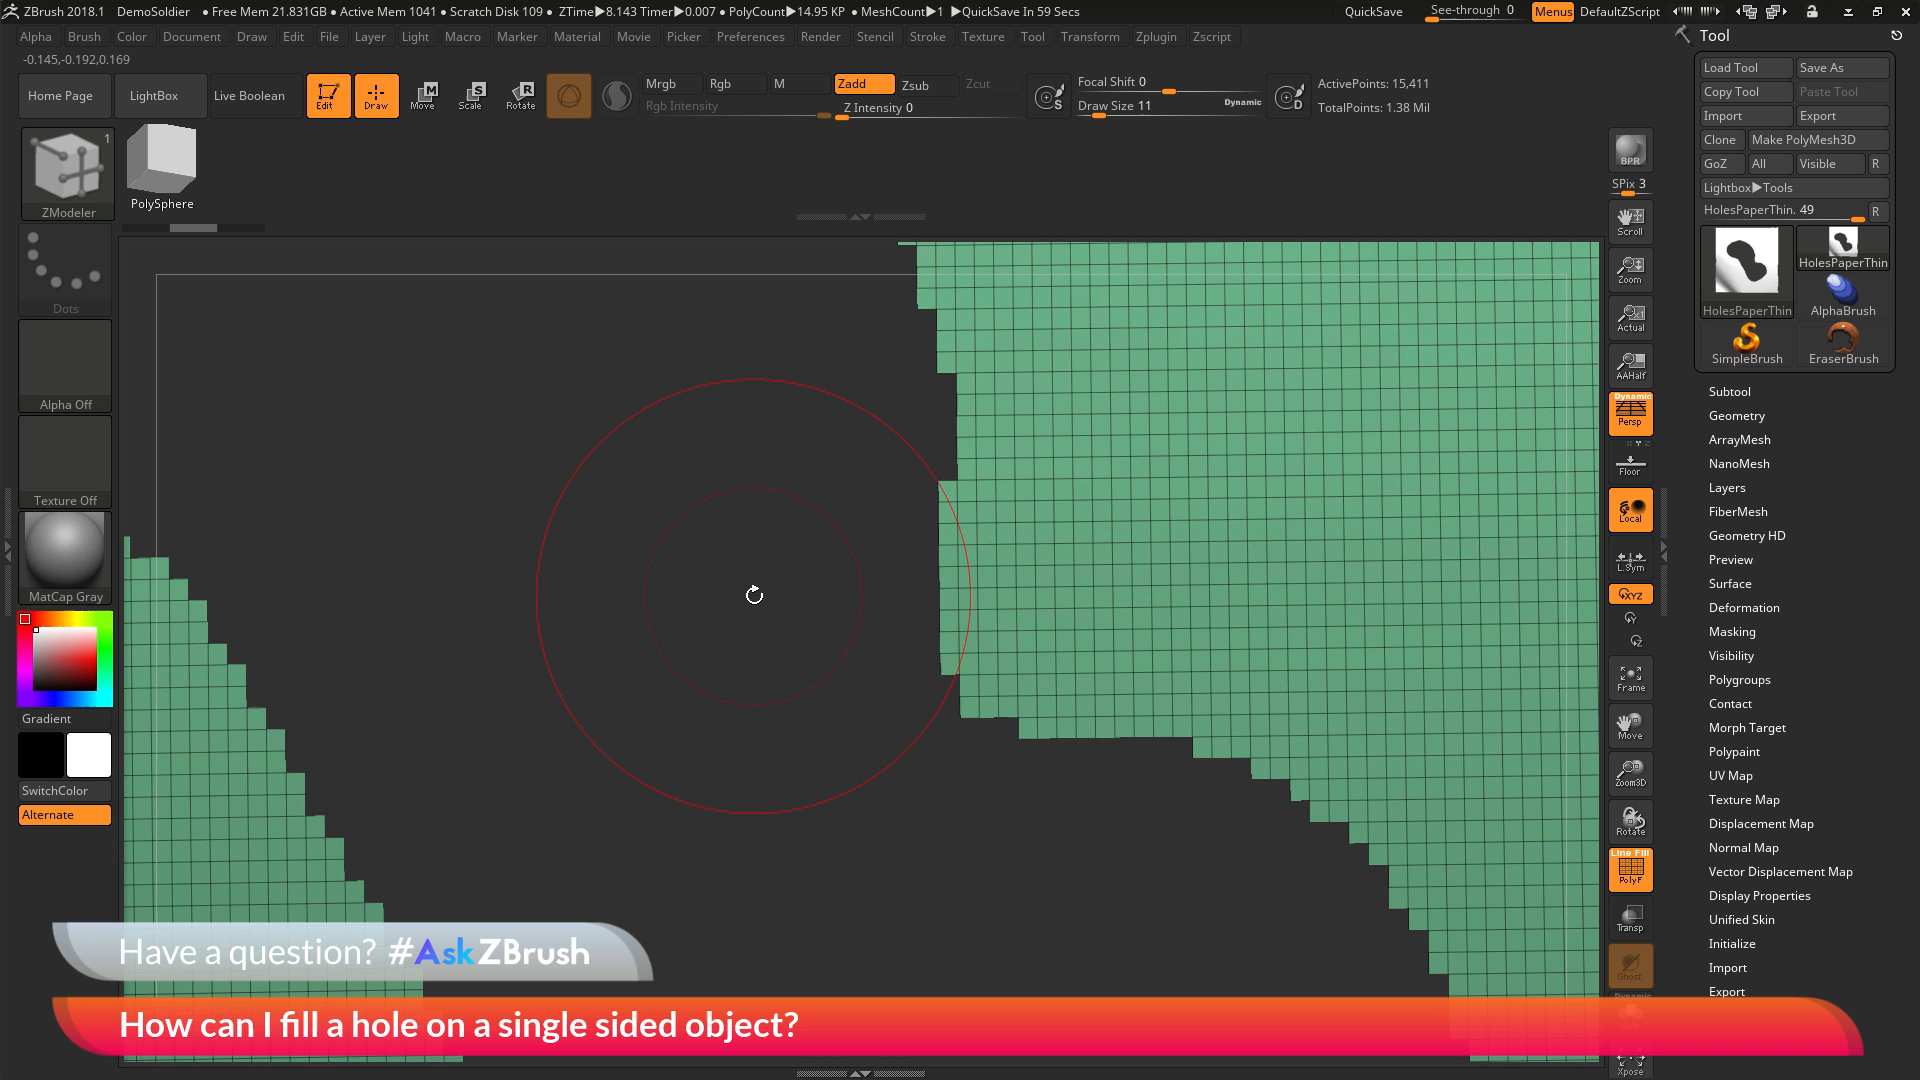 ZBrush 2018.1 DemoSoldier • Free Mem 21.831GB • Active Mem 1041 • Scratch Disk 109 • ZTime▶8.143 Timer▶0.007 • PolyCount▶14.95 KP • MeshCount▶1 ▶QuickSave In 59 Secs QuickSave See-through 0 Menus DefaultZScript
Alpha Brush Color Document Draw Edit File Layer Light Macro Marker Material Movie Picker Preferences Render Stencil Stroke Texture Tool Transform Zplugin Zscript
-0.145,-0.192,0.169
Home Page LightBox Live Boolean Edit Draw Move Scale Rotate
Mrgb Rgb M Zadd Zsub Zcut
Rgb Intensity Z Intensity 0
Focal Shift 0
Draw Size 11 Dynamic
ActivePoints: 15,411
TotalPoints: 1.38 Mil
1
ZModeler
PolySphere
Dots
Alpha Off
Texture Off
MatCap Gray
Gradient
SwitchColor
Alternate
BPR
SPix 3
Scroll
Zoom
Actual
AAHalf
Dynamic
Persp
Floor
Local
L.Sym
XYZ
Frame
Move
Zoom3D
Rotate
Line Fill
PolyF
Transp
Ghost
Xpose
Tool
Load Tool Save As
Copy Tool Paste Tool
Import Export
Clone Make PolyMesh3D
GoZ All Visible R
Lightbox▶Tools
HolesPaperThin. 49 R
HolesPaperThin
HolesPaperThin
AlphaBrush
SimpleBrush
EraserBrush
Subtool
Geometry
ArrayMesh
NanoMesh
Layers
FiberMesh
Geometry HD
Preview
Surface
Deformation
Masking
Visibility
Polygroups
Contact
Morph Target
Polypaint
UV Map
Texture Map
Displacement Map
Normal Map
Vector Displacement Map
Display Properties
Unified Skin
Initialize
Import
Export
Have a question? #AskZBrush
How can I fill a hole on a single sided object?